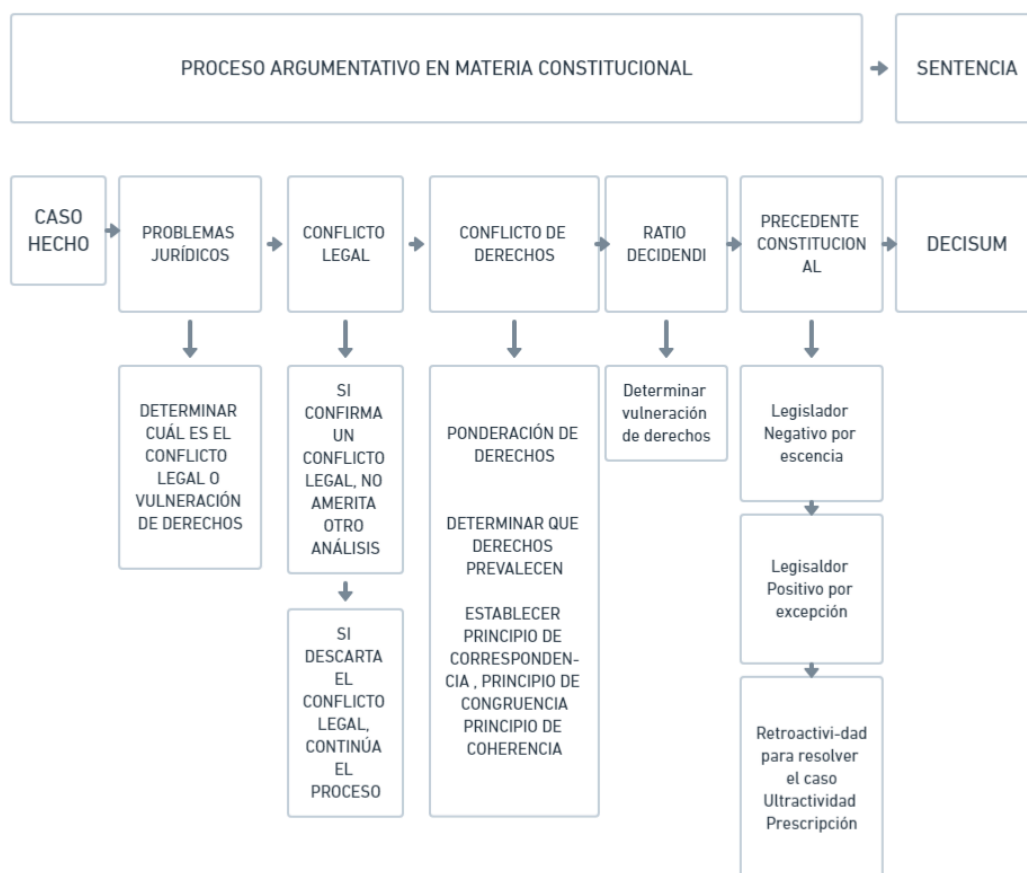 PROCESO ARGUMENTATIVO EN MATERIA CONSTITUCIONAL
SENTENCIA
CASO
HECHO
PROBLEMAS
JURÍDICOS
CONFLICTO
LEGAL
CONFLICTO DE
DERECHOS
RATIO
DECIDENDI
PRECEDENTE
CONSTITUCION
AL
DECISUM
DETERMINAR
CUÁL ES EL
CONFLICTO
LEGAL O
VULNERACIÓN
DE DERECHOS
SI
CONFIRMA
UN
CONFLICTO
LEGAL, NO
AMERITA
OTRO
ANÁLISIS
SI
DESCARTA
EL
CONFLICTO
LEGAL,
CONTINÚA
EL
PROCESO
PONDERACIÓN DE
DERECHOS
DETERMINAR QUE
DERECHOS
PREVALECEN
ESTABLECER
PRINCIPIO DE
CORRESPONDEN-
CIA , PRINCIPIO DE
CONGRUENCIA
PRINCIPIO DE
COHERENCIA
Determinar
vulneración
de derechos
Legislador
Negativo por
escencia
Legisaldor
Positivo por
excepción
Retroactivi-dad
para resolver
el caso
Ultractividad
Prescripción